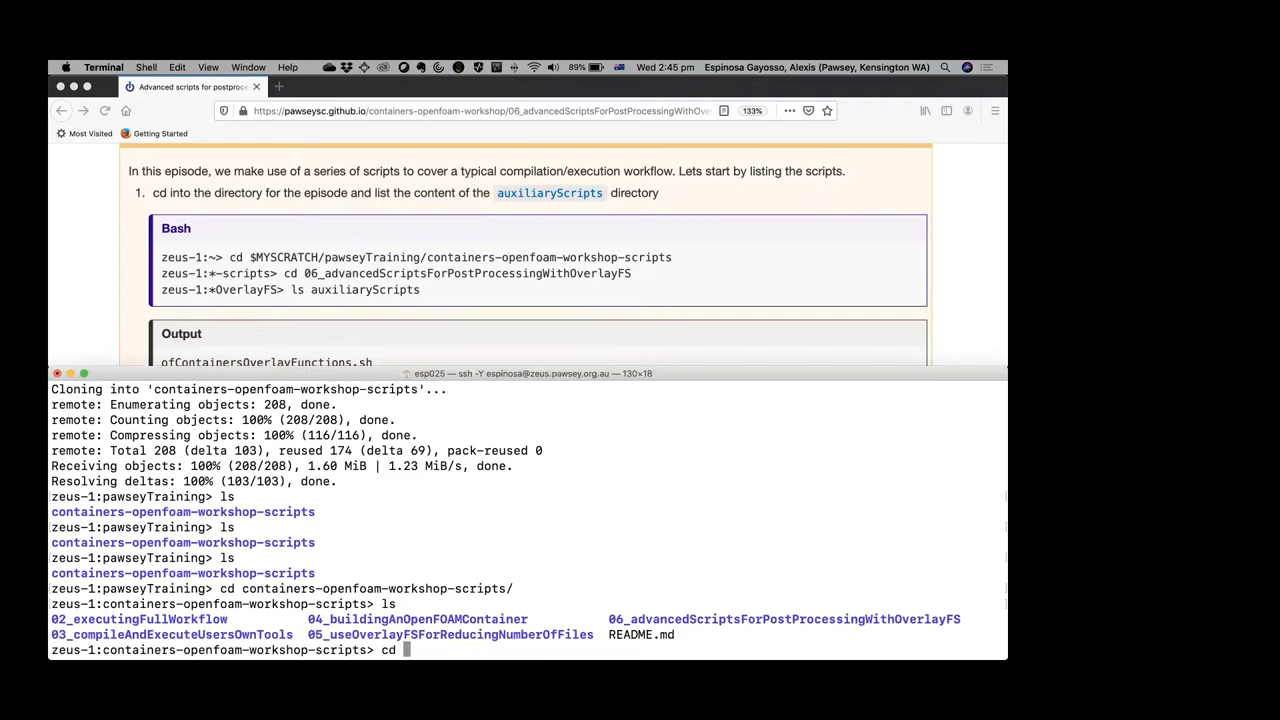 Terminal Shell Edit View Window Help 89% Wed 2:45 pm Espinosa Gayosso, Alexis (Pawsey, Kensington WA)
Advanced scripts for postproce
https://pawseysc.github.io/containers-openfoam-workshop/06_advancedScriptsForPostProcessingWithOve 133%
Most Visited Getting Started
In this episode, we make use of a series of scripts to cover a typical compilation/execution workflow. Lets start by listing the scripts.
1. cd into the directory for the episode and list the content of the auxiliaryScripts directory
Bash
zeus-1:~> cd $MYSCRATCH/pawseyTraining/containers-openfoam-workshop-scripts
zeus-1:*-scripts> cd 06_advancedScriptsForPostProcessingWithOverlayFS
zeus-1:*OverlayFS> ls auxiliaryScripts
Output
ofContainersOverlayFunctions.sh
esp025 — ssh -Y espinosa@zeus.pawsey.org.au — 130×18
Cloning into 'containers-openfoam-workshop-scripts'...
remote: Enumerating objects: 208, done.
remote: Counting objects: 100% (208/208), done.
remote: Compressing objects: 100% (116/116), done.
remote: Total 208 (delta 103), reused 174 (delta 69), pack-reused 0
Receiving objects: 100% (208/208), 1.60 MiB | 1.23 MiB/s, done.
Resolving deltas: 100% (103/103), done.
zeus-1:pawseyTraining> ls
containers-openfoam-workshop-scripts
zeus-1:pawseyTraining> ls
containers-openfoam-workshop-scripts
zeus-1:pawseyTraining> ls
containers-openfoam-workshop-scripts
zeus-1:pawseyTraining> cd containers-openfoam-workshop-scripts/
zeus-1:containers-openfoam-workshop-scripts> ls
02_executingFullWorkflow 04_buildingAnOpenFOAMContainer 06_advancedScriptsForPostProcessingWithOverlayFS
03_compileAndExecuteUsersOwnTools 05_useOverlayFSForReducingNumberOfFiles README.md
zeus-1:containers-openfoam-workshop-scripts> cd